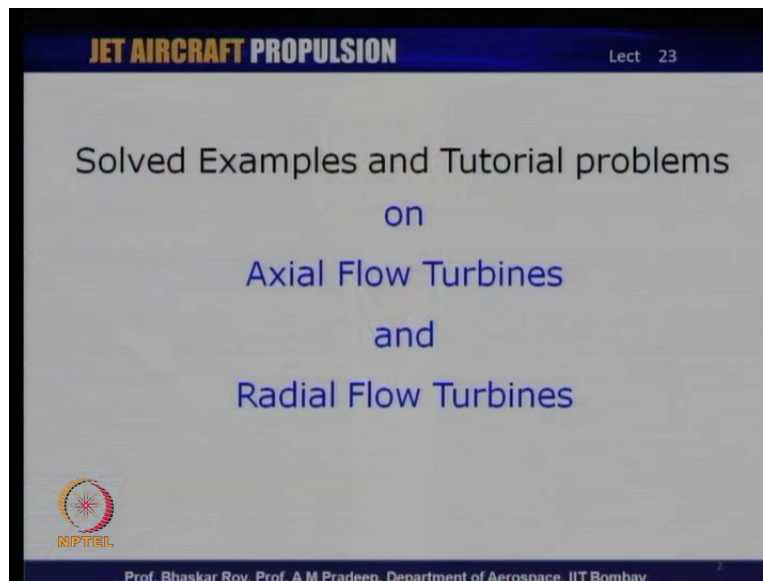 JET AIRCRAFT PROPULSION Lect 23
Solved Examples and Tutorial problems
on
Axial Flow Turbines
and
Radial Flow Turbines
NPTEL
2
Prof. Bhaskar Roy, Prof. A M Pradeep, Department of Aerospace, IIT Bombay